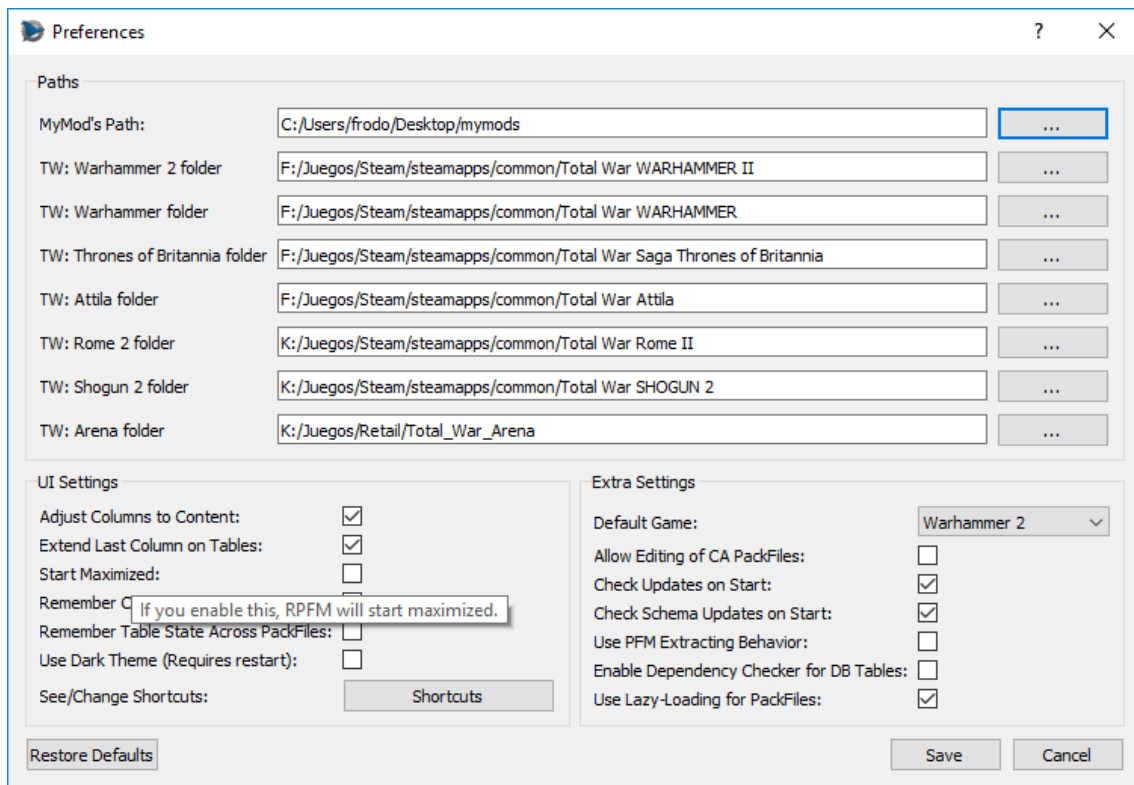 Preferences
?
Paths
MyMod's Path: C:/Users/frodo/Desktop/mymods ...
TW: Warhammer 2 folder F:/Juegos/Steam/steamapps/common/Total War WARHAMMER II ...
TW: Warhammer folder F:/Juegos/Steam/steamapps/common/Total War WARHAMMER ...
TW: Thrones of Britannia folder F:/Juegos/Steam/steamapps/common/Total War Saga Thrones of Britannia ...
TW: Attila folder F:/Juegos/Steam/steamapps/common/Total War Attila ...
TW: Rome 2 folder K:/Juegos/Steam/steamapps/common/Total War Rome II ...
TW: Shogun 2 folder K:/Juegos/Steam/steamapps/common/Total War SHOGUN 2 ...
TW: Arena folder K:/Juegos/Retail/Total_War_Arena ...
UI Settings
Adjust Columns to Content:
Extend Last Column on Tables:
Start Maximized:
Remember
If you enable this, RPFM will start maximized.
Remember Table State Across PackFiles:
Use Dark Theme (Requires restart):
See/Change Shortcuts: Shortcuts
Extra Settings
Default Game: Warhammer 2
Allow Editing of CA PackFiles:
Check Updates on Start:
Check Schema Updates on Start:
Use PFM Extracting Behavior:
Enable Dependency Checker for DB Tables:
Use Lazy-Loading for PackFiles:
Restore Defaults
Save
Cancel